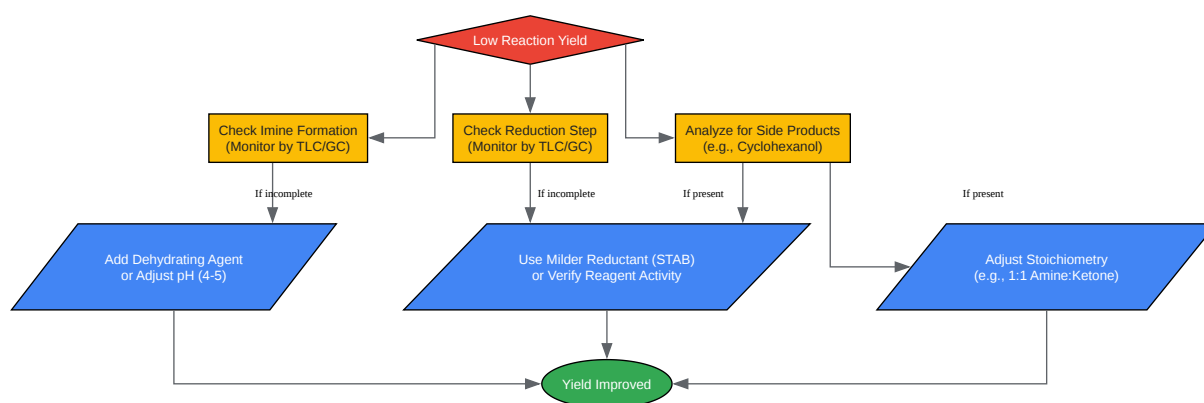 Low Reaction Yield
Check Imine Formation
(Monitor by TLC/GC)
Check Reduction Step
(Monitor by TLC/GC)
Analyze for Side Products
(e.g., Cyclohexanol)
If incomplete
If incomplete
If present
If present
Add Dehydrating Agent
or Adjust pH (4-5)
Use Milder Reductant (STAB)
or Verify Reagent Activity
Adjust Stoichiometry
(e.g., 1:1 Amine:Ketone)
Yield Improved